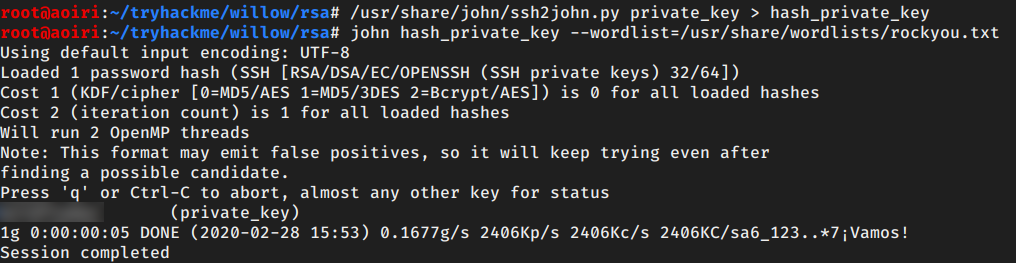 root@aoiri:~/tryhackme/willow/rsa# /usr/share/john/ssh2john.py private_key > hash_private_key
root@aoiri:~/tryhackme/willow/rsa# john hash_private_key --wordlist=/usr/share/wordlists/rockyou.txt
Using default input encoding: UTF-8
Loaded 1 password hash (SSH [RSA/DSA/EC/OPENSSH (SSH private keys) 32/64])
Cost 1 (KDF/cipher [0=MD5/AES 1=MD5/3DES 2=Bcrypt/AES]) is 0 for all loaded hashes
Cost 2 (iteration count) is 1 for all loaded hashes
Will run 2 OpenMP threads
Note: This format may emit false positives, so it will keep trying even after
finding a possible candidate.
Press 'q' or Ctrl-C to abort, almost any other key for status
(private_key)
1g 0:00:00:05 DONE (2020-02-28 15:53) 0.1677g/s 2406Kp/s 2406Kc/s 2406KC/sa6_123..*7¡Vamos!
Session completed